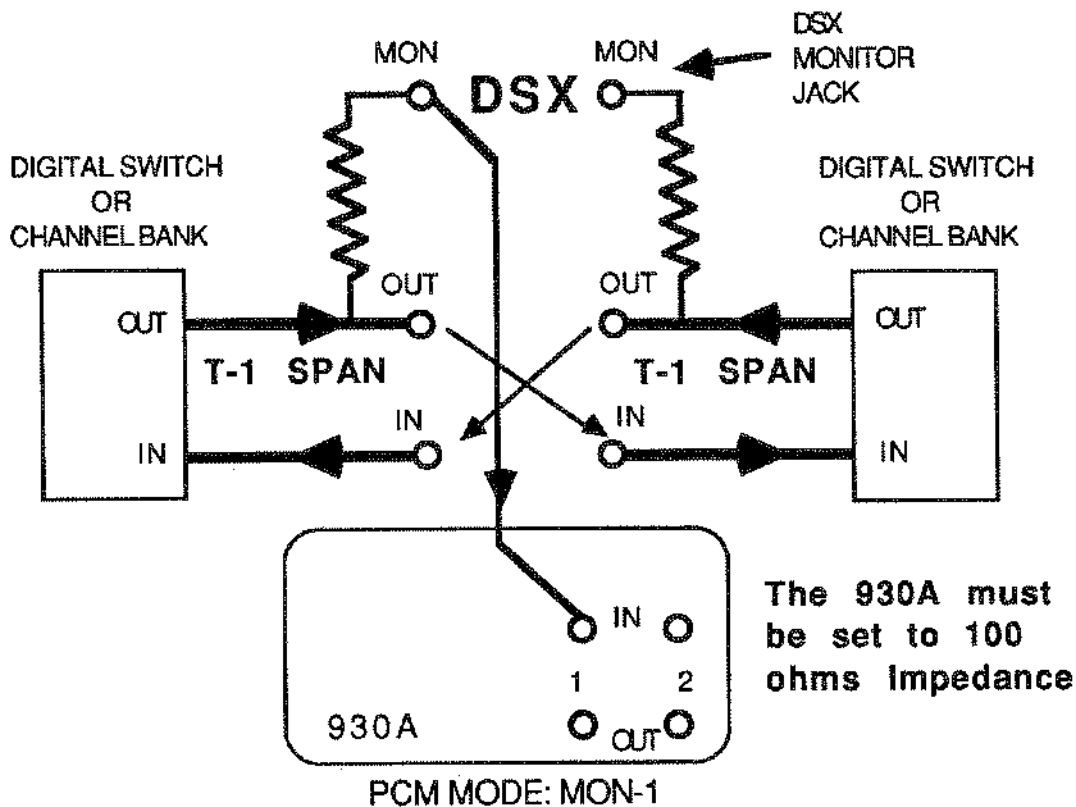 DSX
MONITOR
JACK
MON
MON
DSX
DIGITAL SWITCH
OR
CHANNEL BANK
DIGITAL SWITCH
OR
CHANNEL BANK
OUT
OUT
OUT
OUT
T-1 SPAN
T-1 SPAN
IN
IN
IN
IN
The 930A must
be set to 100
ohms Impedance
IN
1 2
930A
OUT
PCM MODE: MON-1